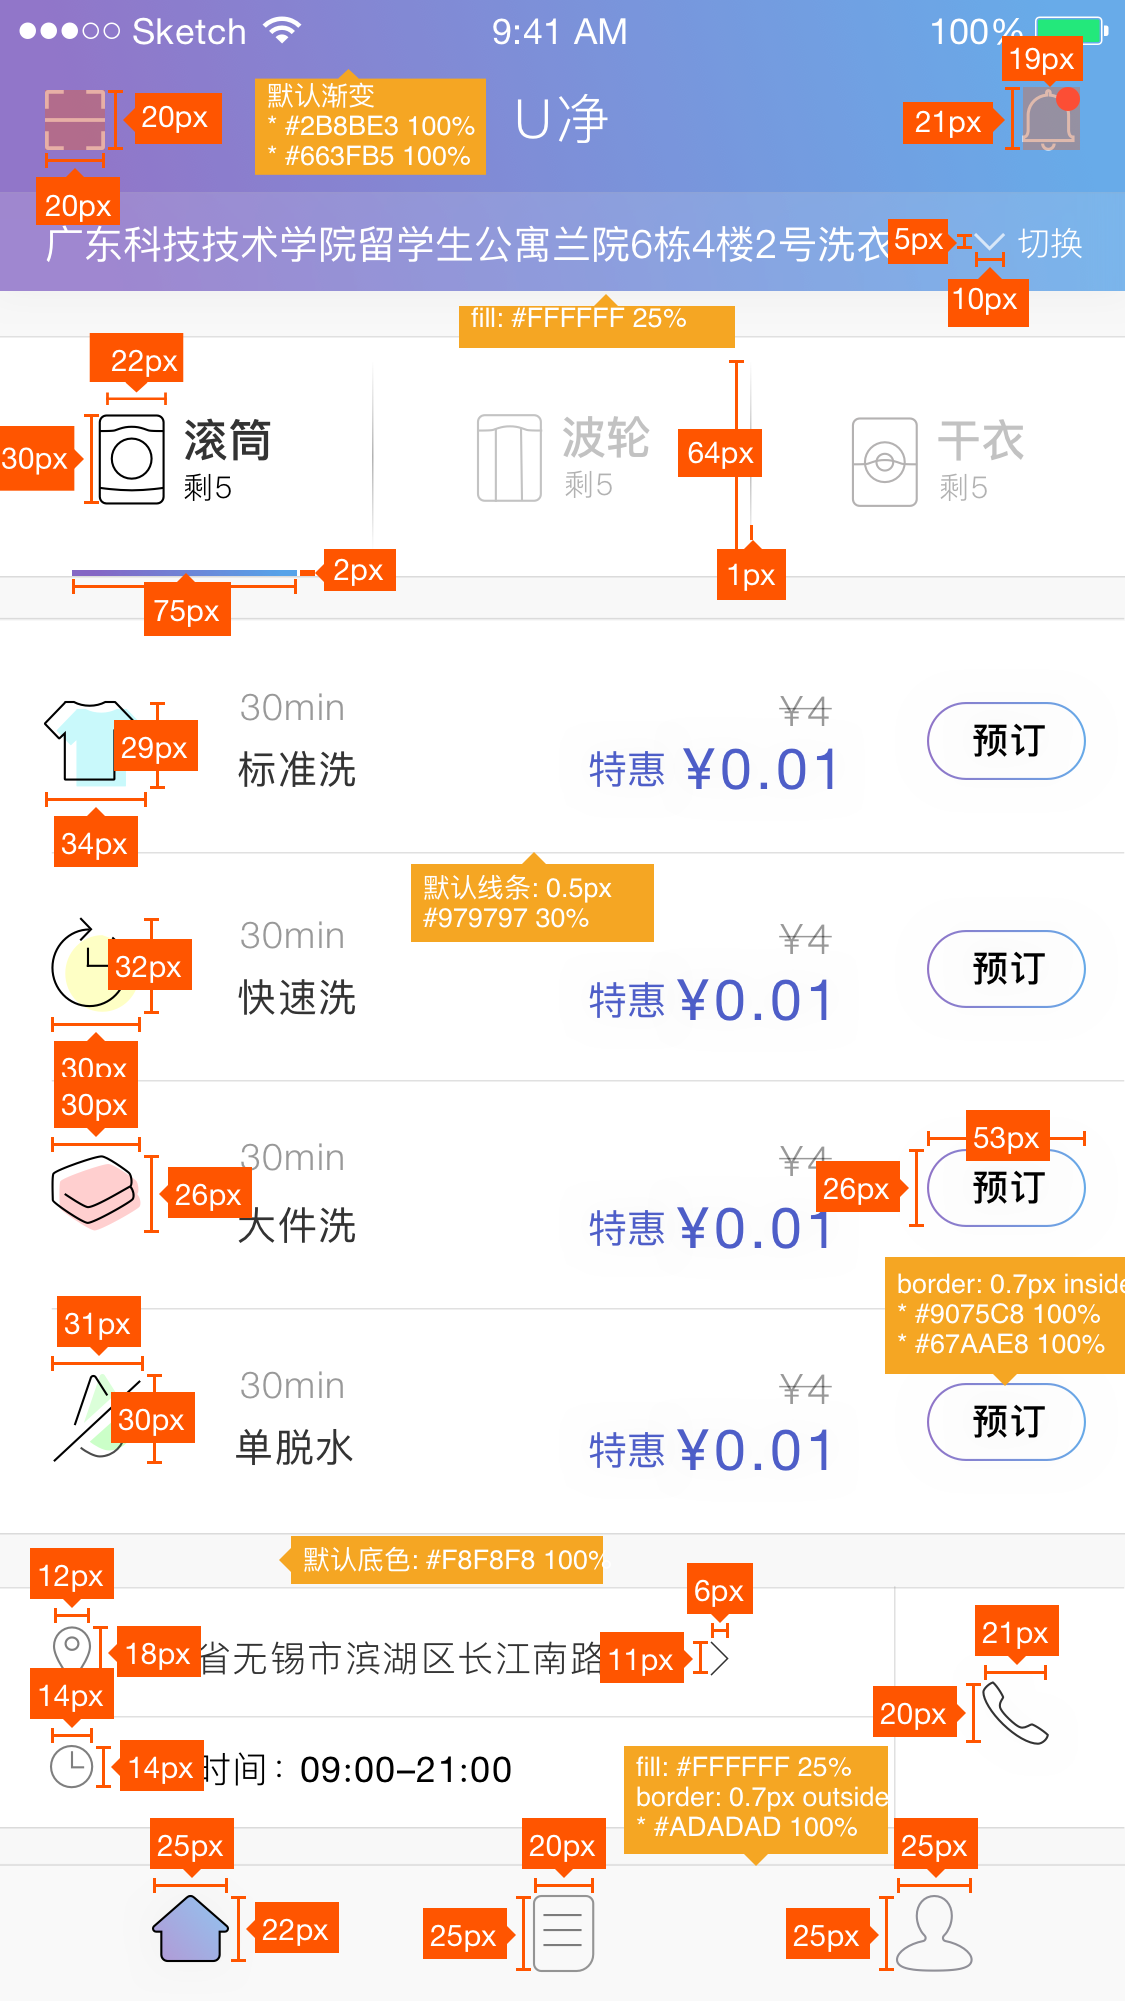 Sketch 9:41 AM 100%
19px
20px
默认渐变
* #2B8BE3 100%
* #663FB5 100%
U净
21px
20px
广东科技技术学院留学生公寓兰院6栋4楼2号洗衣
5px
切换
10px
fill: #FFFFFF 25%
22px
30px
滚筒
剩5
波轮
剩5
64px
干衣
剩5
2px
1px
75px
30min
¥4
29px
标准洗
特惠 ¥0.01
预订
34px
默认线条: 0.5px
#979797 30%
30min
¥4
32px
快速洗
特惠 ¥0.01
预订
30px
30px
53px
30min
¥4
26px
26px
大件洗
特惠 ¥0.01
预订
border: 0.7px inside
* #9075C8 100%
* #67AAE8 100%
31px
30min
¥4
30px
单脱水
特惠 ¥0.01
预订
默认底色: #F8F8F8 100%
12px
6px
21px
18px
省无锡市滨湖区长江南路
11px
14px
20px
14px
时间：09:00–21:00
fill: #FFFFFF 25%
border: 0.7px outside
* #ADADAD 100%
25px
20px
25px
22px
25px
25px